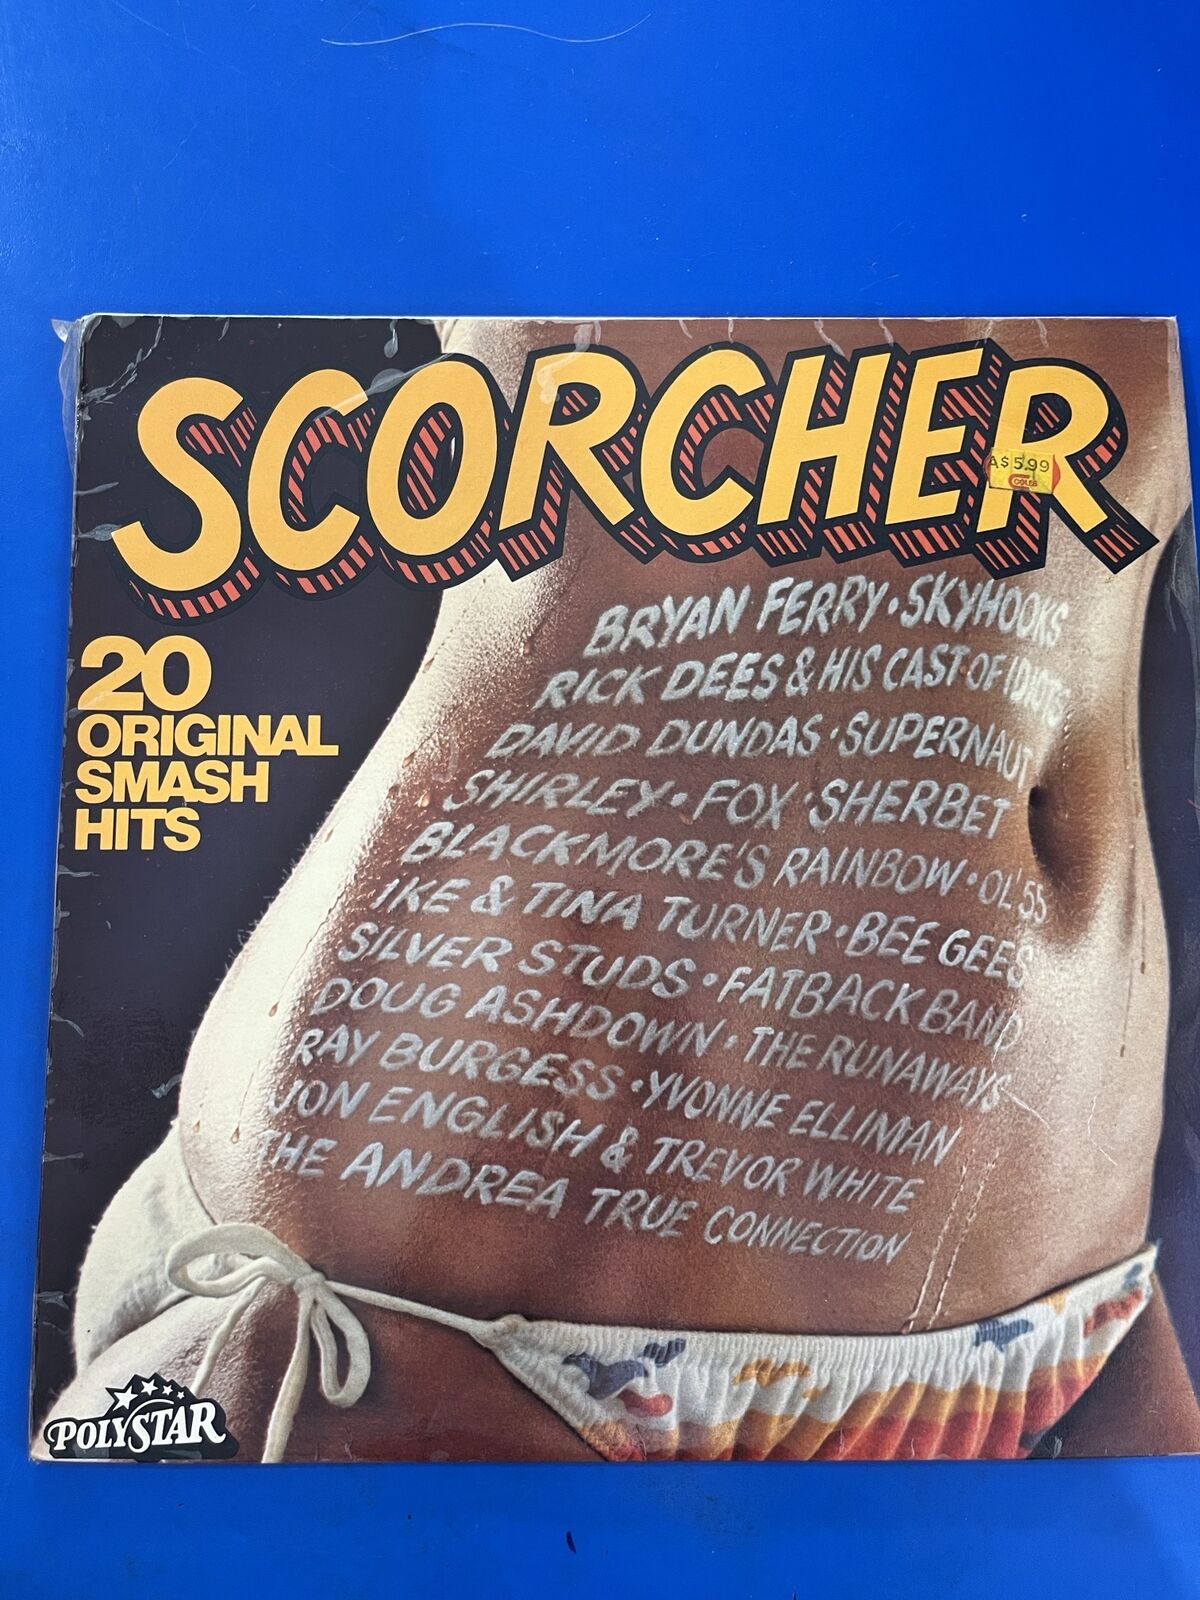 SCORCHER
A$5.99
COLES
20
ORIGINAL
SMASH
HITS
BRYAN FERRY • SKYHOOKS
RICK DEES & HIS CAST OF IDIOTS
DAVID DUNDAS • SUPERNAUT
SHIRLEY • FOX • SHERBET
BLACKMORE'S RAINBOW • OL'55
IKE & TINA TURNER • BEE GEES
SILVER STUDS • FATBACK BAND
DOUG ASHDOWN • THE RUNAWAYS
RAY BURGESS • YVONNE ELLIMAN
JON ENGLISH & TREVOR WHITE
THE ANDREA TRUE CONNECTION
POLYSTAR